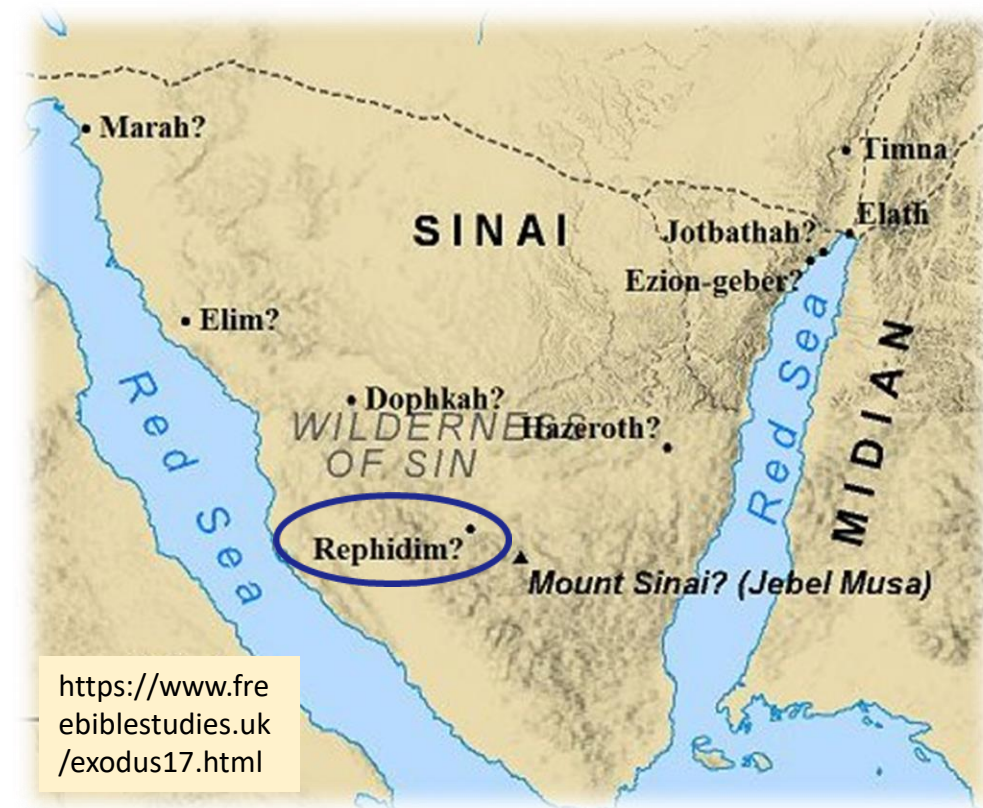 Marah?
Timna
SINAI
Elath
Jotbathah?
Ezion-geber?
Elim?
Red Sea
Red Sea
MIDIAN
Dophkah?
WILDERNESS
Hazeroth?
OF SIN
Rephidim?
Mount Sinai? (Jebel Musa)
https://www.fre
ebiblestudies.uk
/exodus17.html